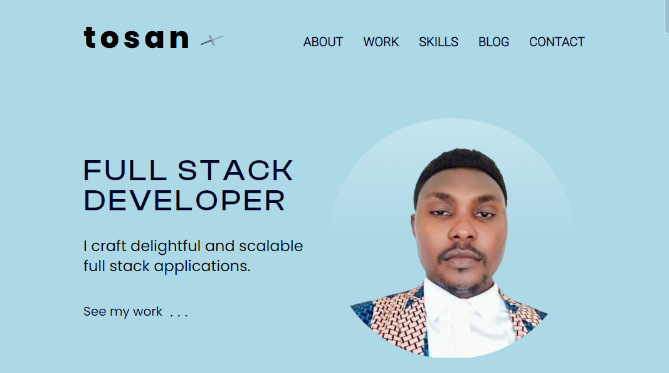 tosan
ABOUT WORK SKILLS BLOG CONTACT
FULL STACK
DEVELOPER
I craft delightful and scalable
full stack applications.
See my work ...